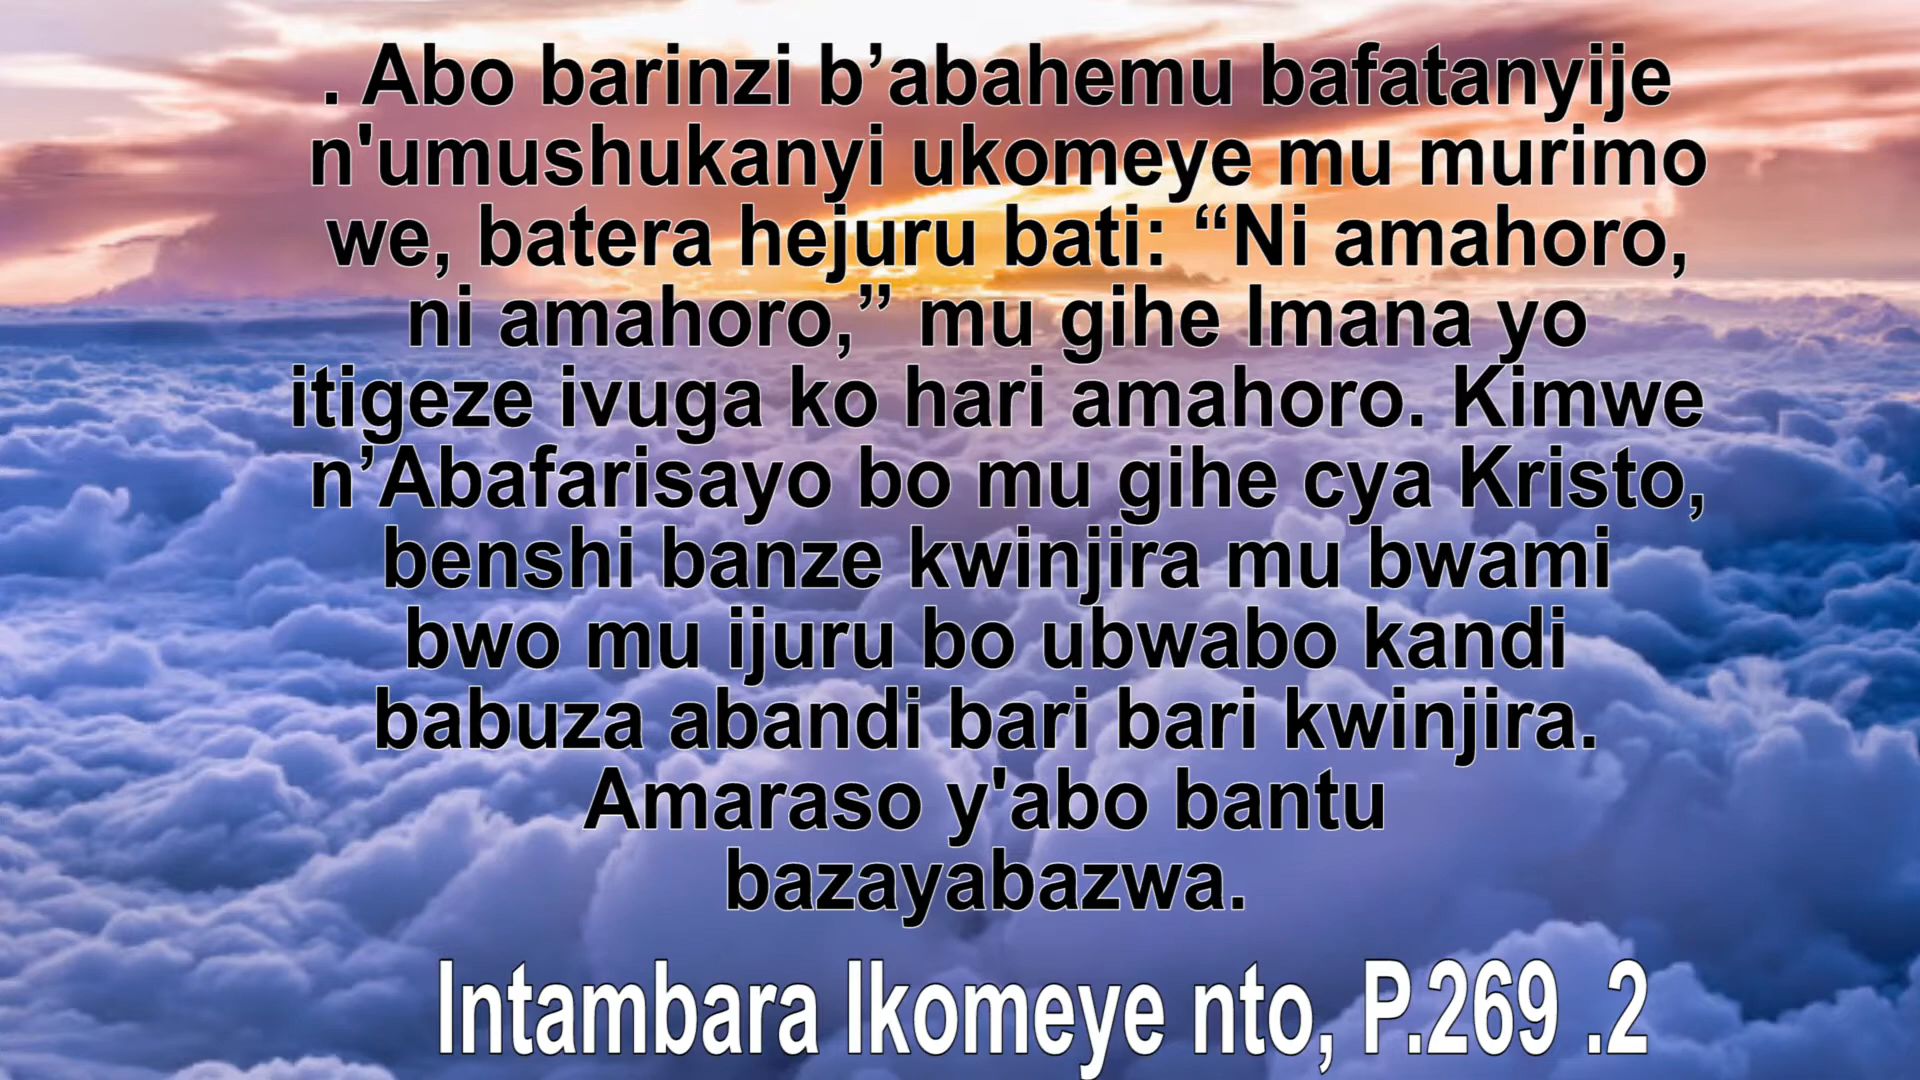 . Abo barinzi b’abahemu bafatanyije
n'umushukanyi ukomeye mu murimo
we, batera hejuru bati: “Ni amahoro,
ni amahoro,” mu gihe Imana yo
itigeze ivuga ko hari amahoro. Kimwe
n’Abafarisayo bo mu gihe cya Kristo,
benshi banze kwinjira mu bwami
bwo mu ijuru bo ubwabo kandi
babuza abandi bari bari kwinjira.
Amaraso y'abo bantu
bazayabazwa.
Intambara Ikomeye nto, P.269 .2